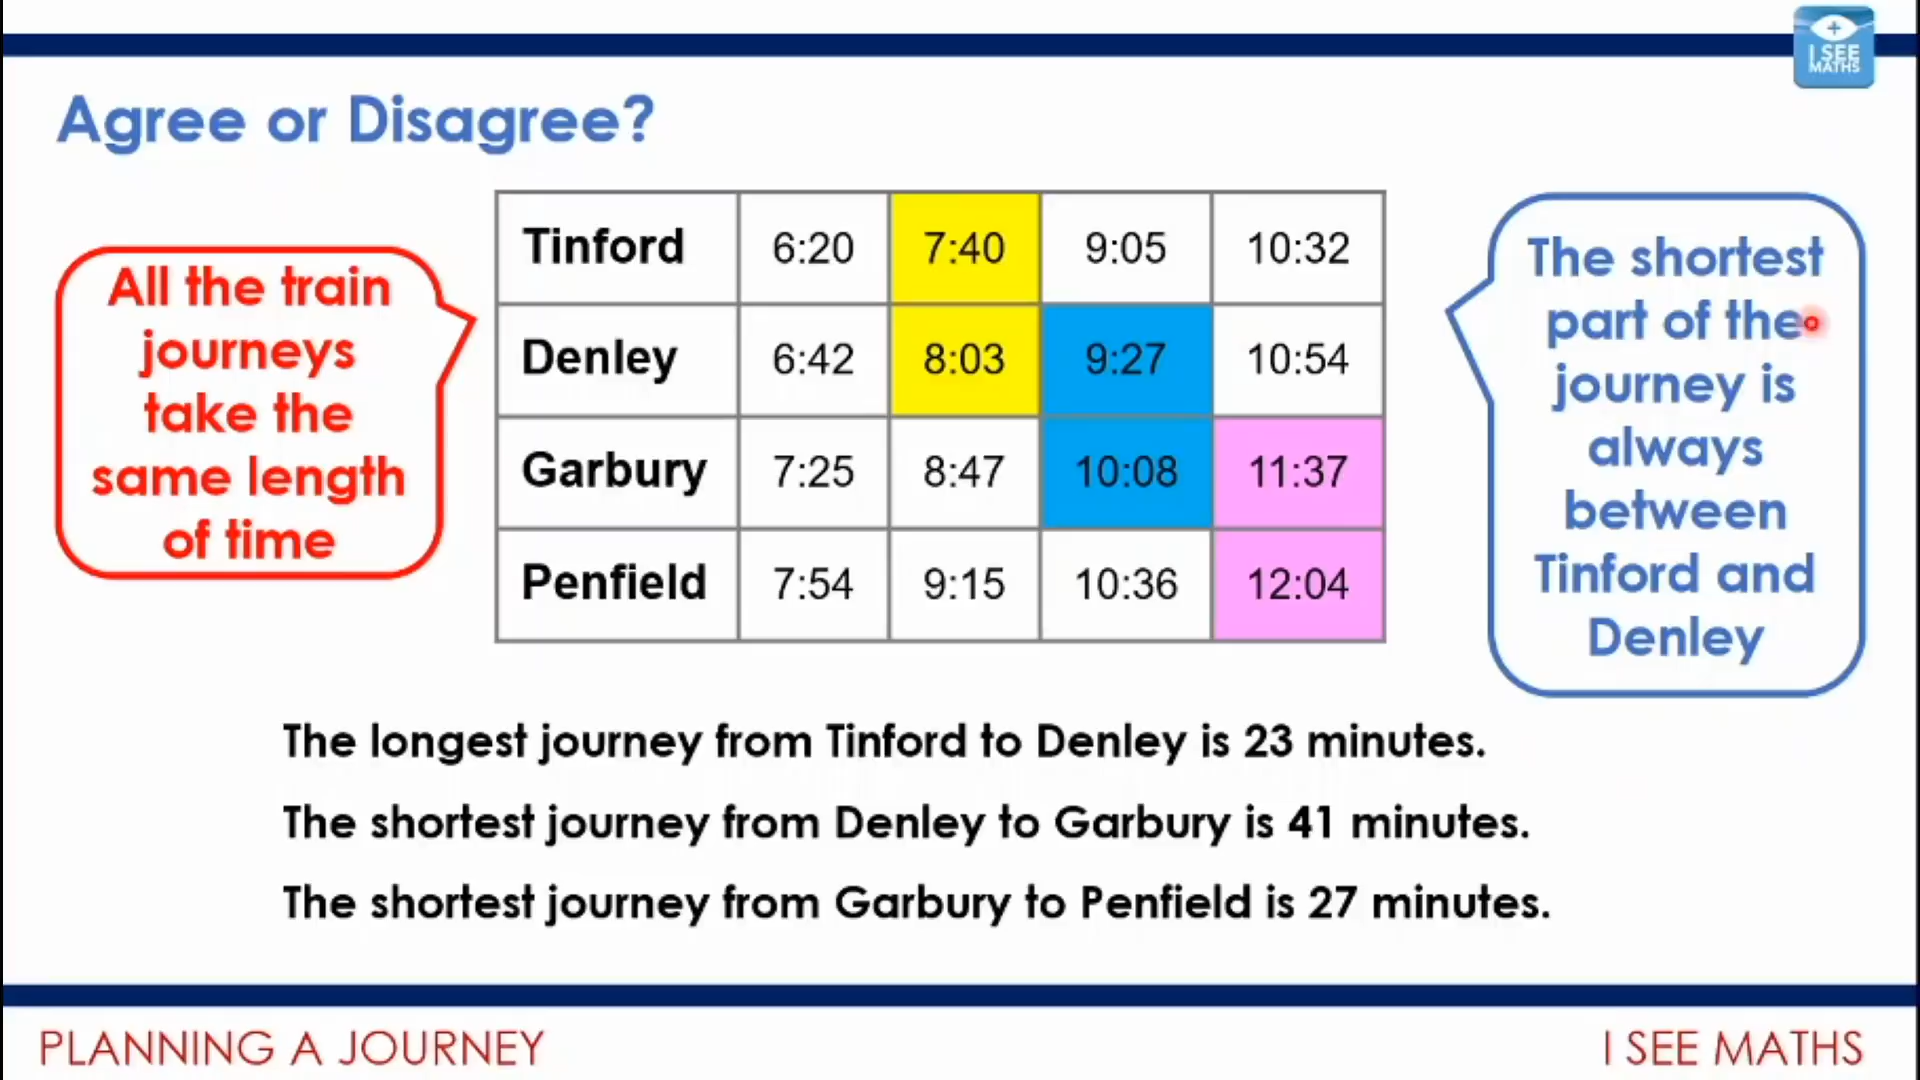 +
I SEE
MATHS
Agree or Disagree?
All the train
journeys
take the
same length
of time
Tinford 6:20 7:40 9:05 10:32
Denley 6:42 8:03 9:27 10:54
Garbury 7:25 8:47 10:08 11:37
Penfield 7:54 9:15 10:36 12:04
The shortest
part of the
journey is
always
between
Tinford and
Denley
The longest journey from Tinford to Denley is 23 minutes.
The shortest journey from Denley to Garbury is 41 minutes.
The shortest journey from Garbury to Penfield is 27 minutes.
PLANNING A JOURNEY
I SEE MATHS